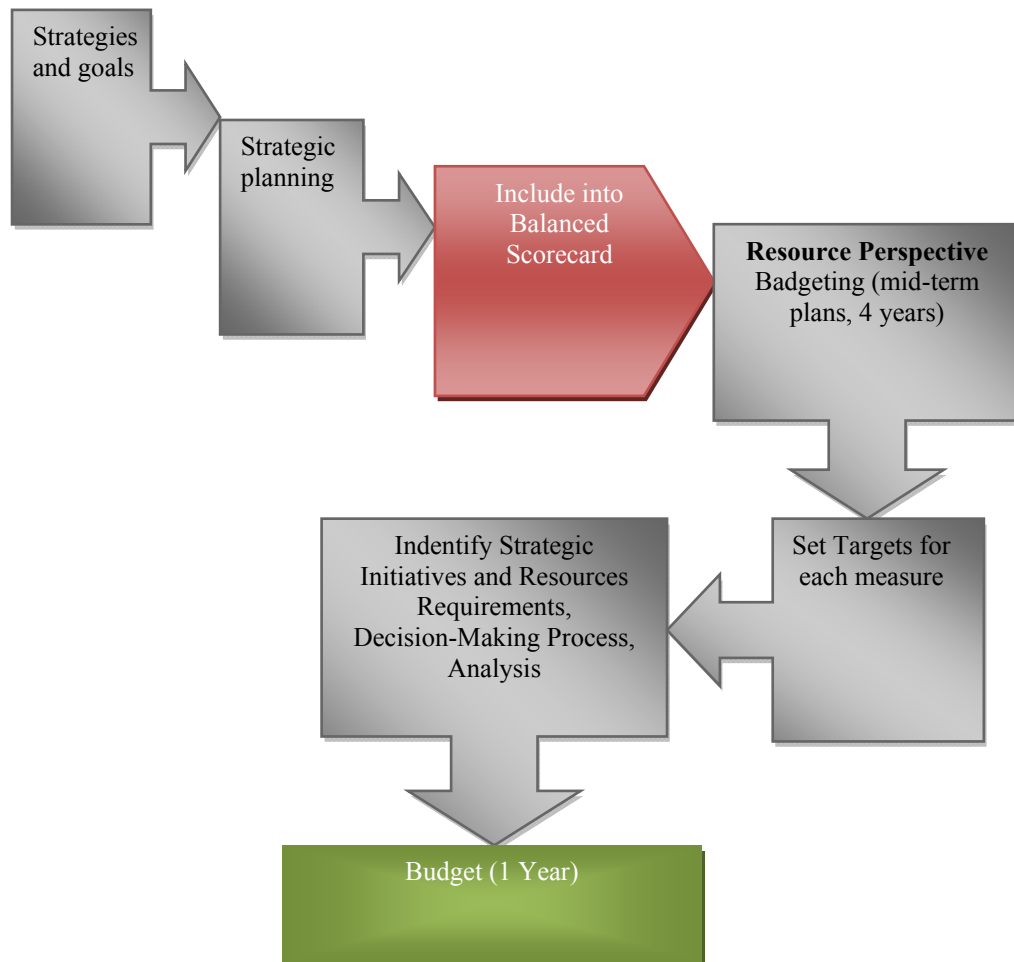 Strategies
and goals
Strategic
planning
Include into
Balanced
Scorecard
Resource Perspective
Badgeting (mid-term
plans, 4 years)
Set Targets for
each measure
Indentify Strategic
Initiatives and Resources
Requirements,
Decision-Making Process,
Analysis
Budget (1 Year)